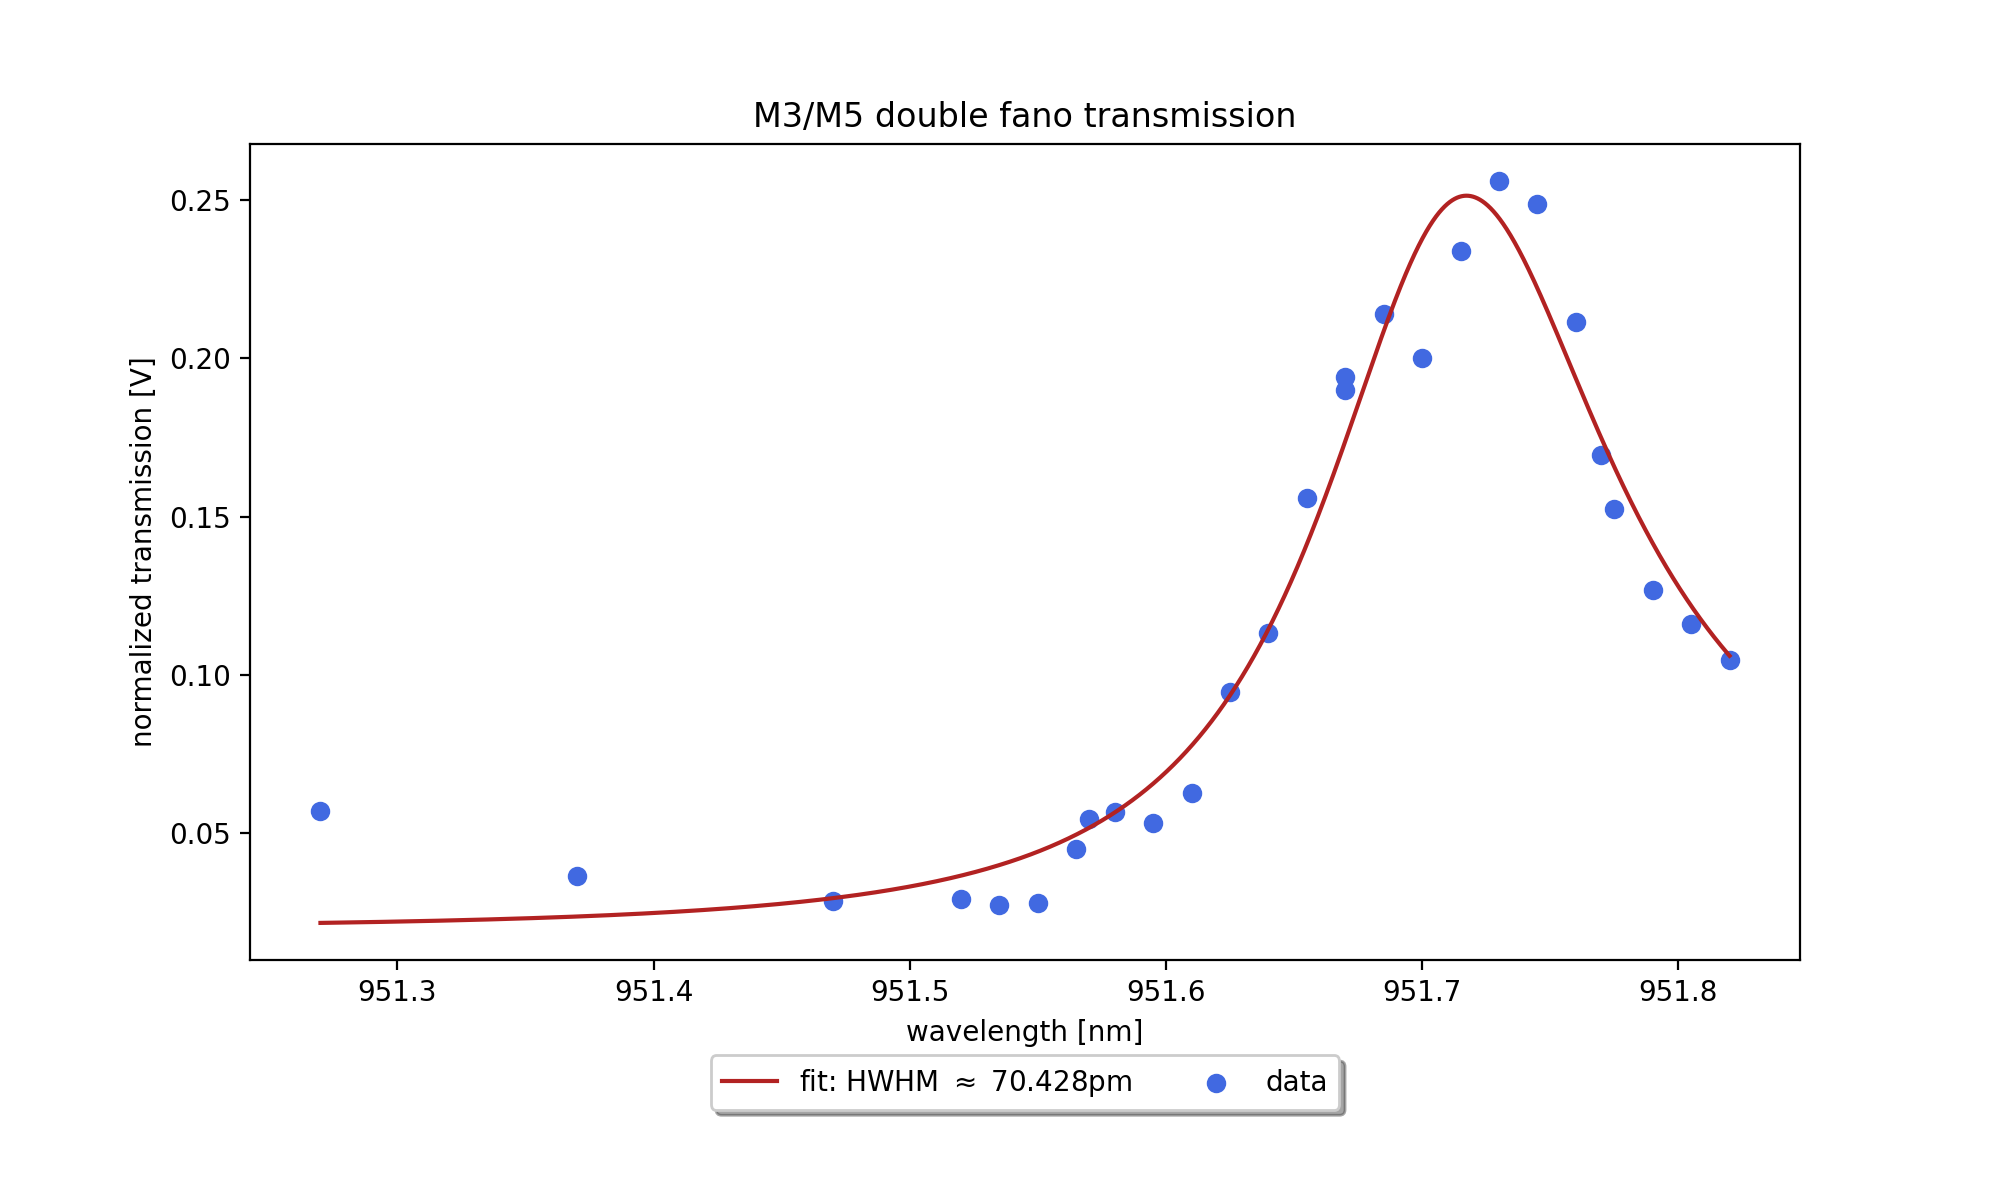 M3/M5 double fano transmission
normalized transmission [V]
0.25
0.20
0.15
0.10
0.05
951.3 951.4 951.5 951.6 951.7 951.8
wavelength [nm]
fit: HWHM ≈ 70.428pm data